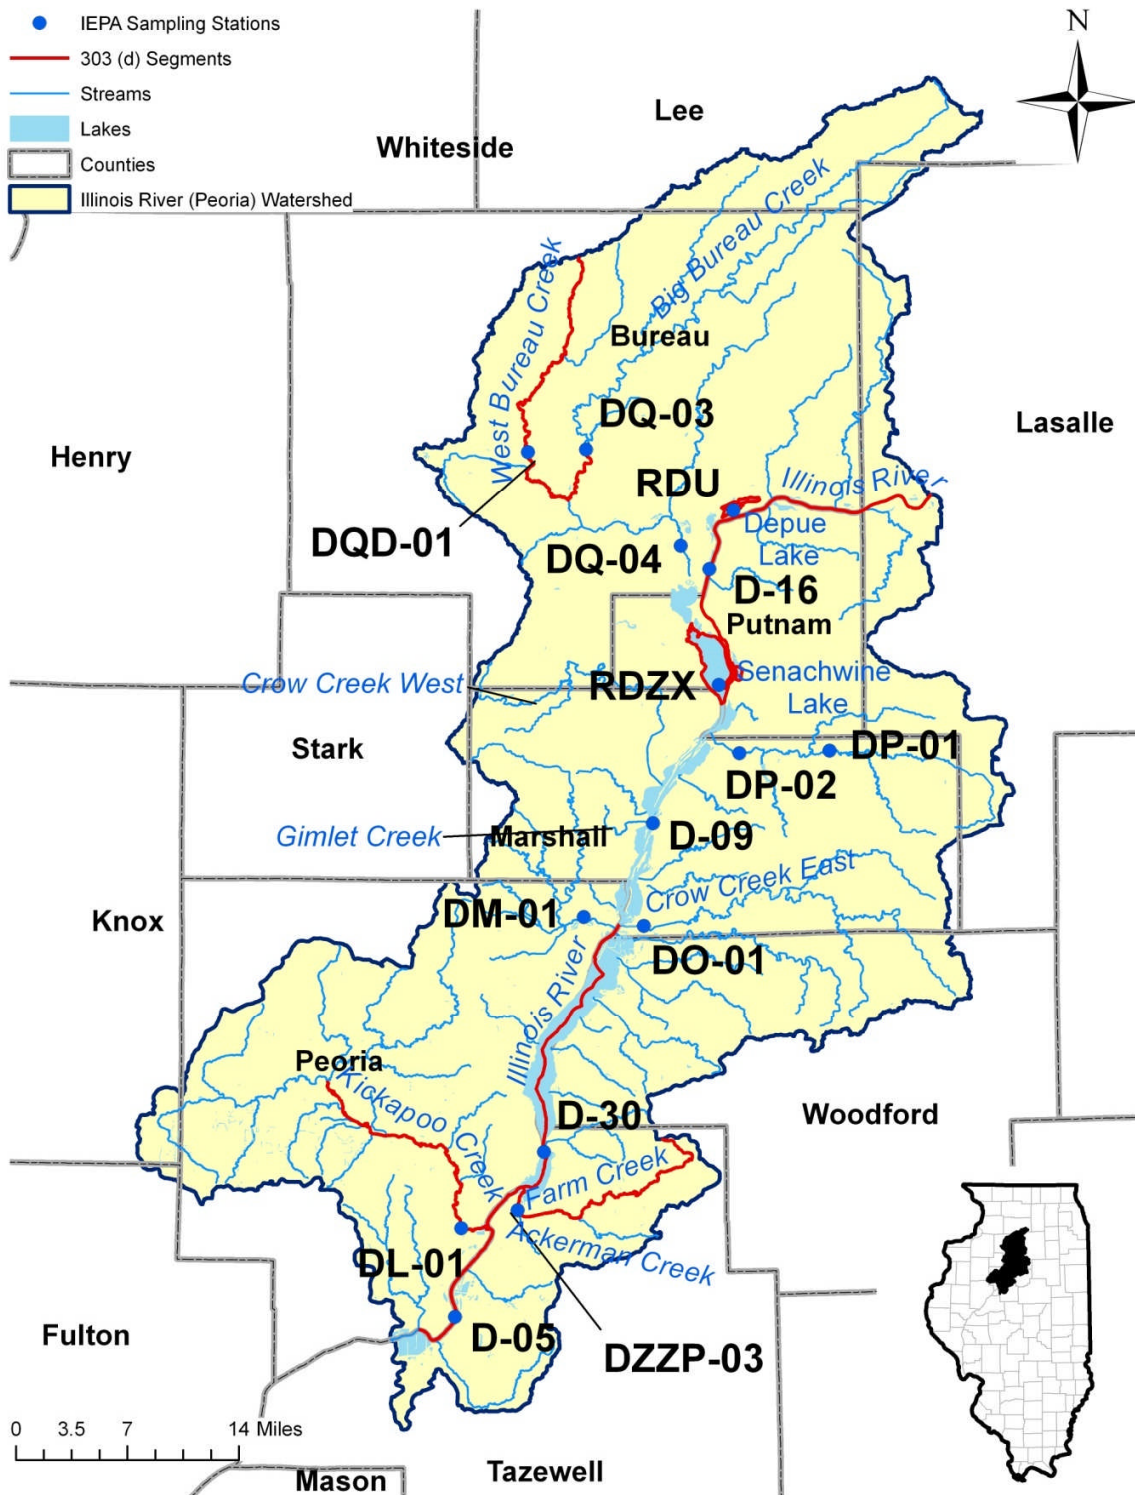 IEPA Sampling Stations
303 (d) Segments
Streams
Lakes
Counties
Illinois River (Peoria) Watershed
N
Lee
Whiteside
Big Bureau Creek
West Bureau Creek
Bureau
DQ-03
Lasalle
Henry
RDU
Illinois River
DQD-01
Depue
Lake
DQ-04
D-16
Putnam
Crow Creek West
RDZX
Senachwine
Lake
Stark
DP-01
DP-02
Gimlet Creek
Marshall
D-09
Crow Creek East
Knox
DM-01
DO-01
Illinois River
Peoria
Kickapoo Creek
D-30
Woodford
Farm Creek
Ackerman Creek
DL-01
Fulton
D-05
DZZP-03
0 3.5 7 14 Miles
Mason
Tazewell